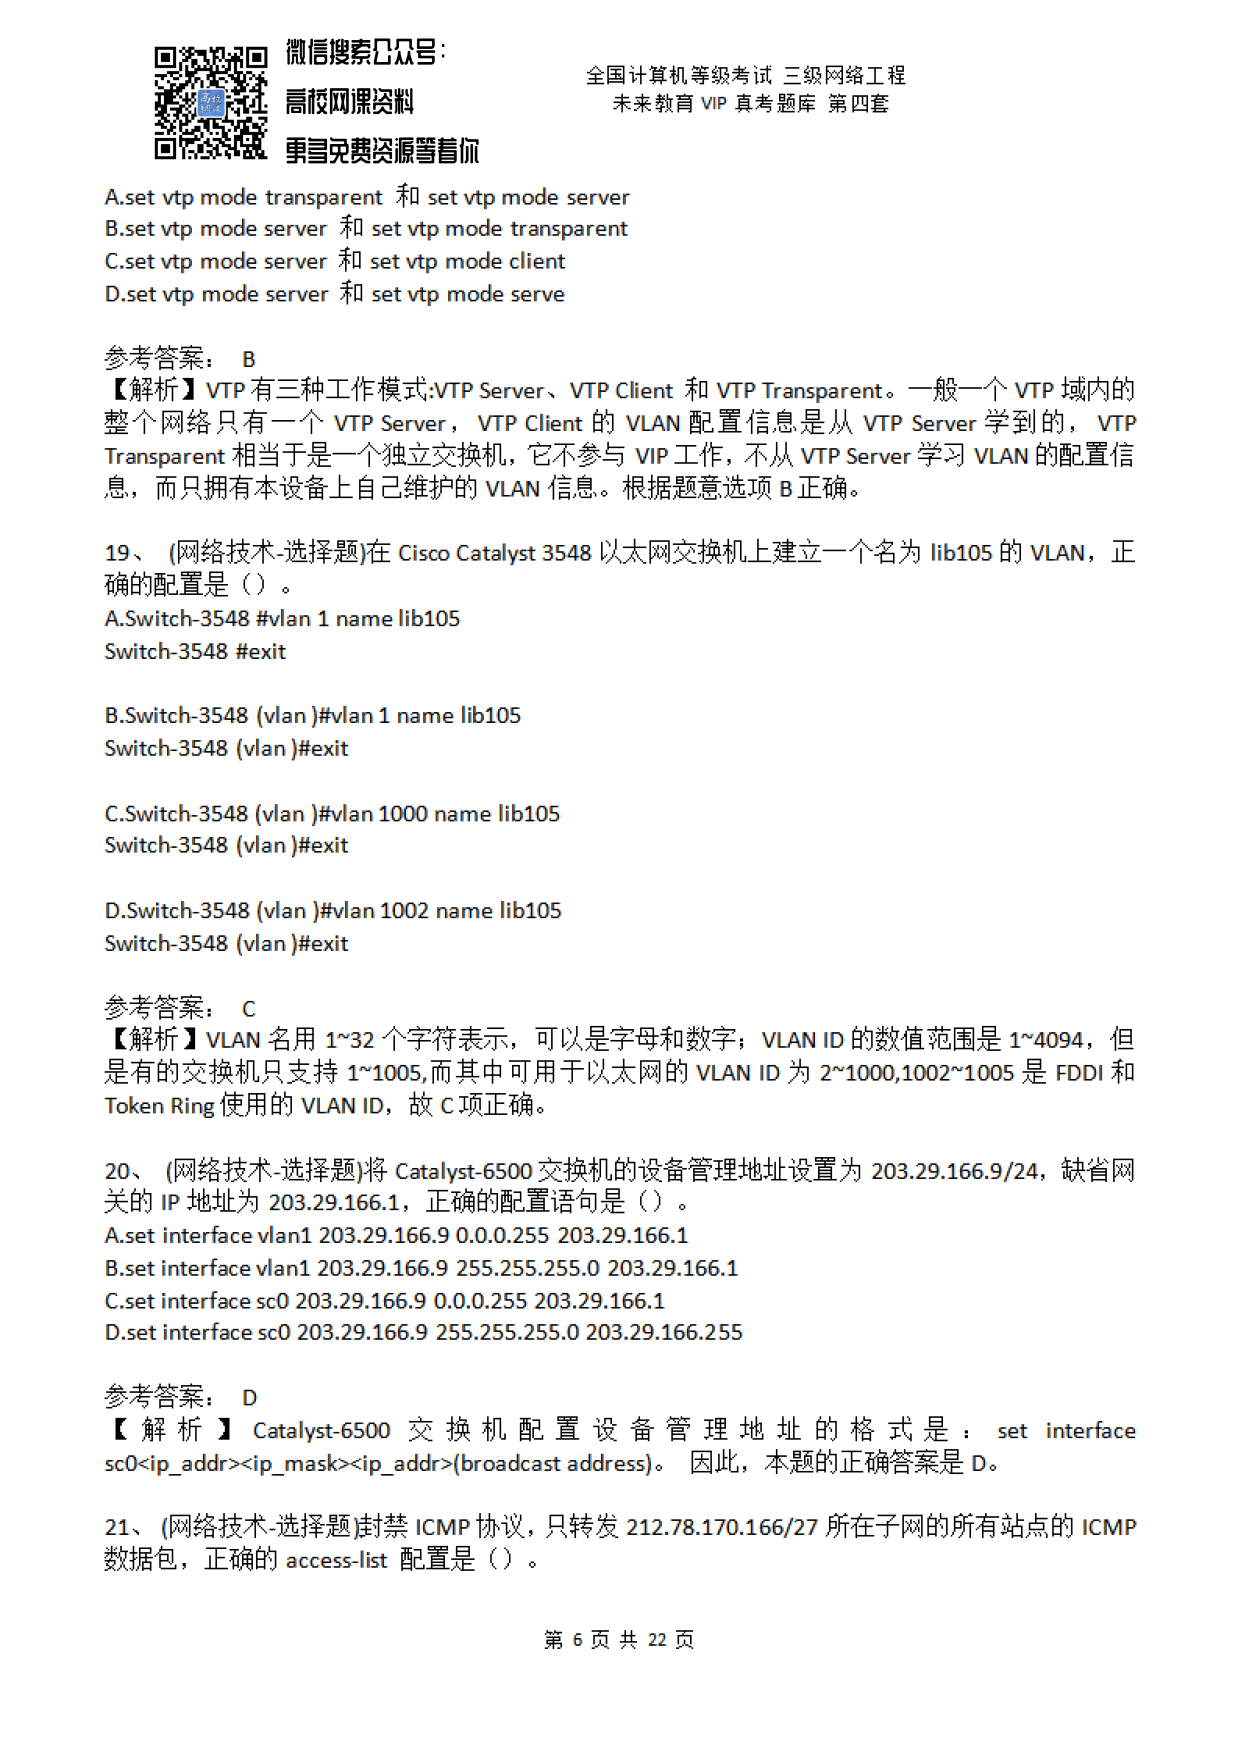 微信搜索公众号：
高校网课资料
更多免费资源等着你
全国计算机等级考试 三级网络工程
未来教育 VIP 真考题库 第四套
A.set vtp mode transparent 和 set vtp mode server
B.set vtp mode server 和 set vtp mode transparent
C.set vtp mode server 和 set vtp mode client
D.set vtp mode server 和 set vtp mode serve
参考答案： B
【解析】VTP 有三种工作模式:VTP Server、VTP Client 和 VTP Transparent。一般一个 VTP 域内的
整个网络只有一个 VTP Server，VTP Client 的 VLAN 配置信息是从 VTP Server 学到的，VTP
Transparent 相当于是一个独立交换机，它不参与 VIP 工作，不从 VTP Server 学习 VLAN 的配置信
息，而只拥有本设备上自己维护的 VLAN 信息。根据题意选项 B 正确。
19、 (网络技术-选择题)在 Cisco Catalyst 3548 以太网交换机上建立一个名为 lib105 的 VLAN，正
确的配置是（）。
A.Switch-3548 #vlan 1 name lib105
Switch-3548 #exit
B.Switch-3548 (vlan )#vlan 1 name lib105
Switch-3548 (vlan )#exit
C.Switch-3548 (vlan )#vlan 1000 name lib105
Switch-3548 (vlan )#exit
D.Switch-3548 (vlan )#vlan 1002 name lib105
Switch-3548 (vlan )#exit
参考答案： C
【解析】VLAN 名用 1~32 个字符表示，可以是字母和数字；VLAN ID 的数值范围是 1~4094，但
是有的交换机只支持 1~1005,而其中可用于以太网的 VLAN ID 为 2~1000,1002~1005 是 FDDI 和
Token Ring 使用的 VLAN ID，故 C 项正确。
20、 (网络技术-选择题)将 Catalyst-6500 交换机的设备管理地址设置为 203.29.166.9/24，缺省网
关的 IP 地址为 203.29.166.1，正确的配置语句是（）。
A.set interface vlan1 203.29.166.9 0.0.0.255 203.29.166.1
B.set interface vlan1 203.29.166.9 255.255.255.0 203.29.166.1
C.set interface sc0 203.29.166.9 0.0.0.255 203.29.166.1
D.set interface sc0 203.29.166.9 255.255.255.0 203.29.166.255
参考答案： D
【解析】Catalyst-6500 交换机配置设备管理地址的格式是：set interface
sc0<ip_addr><ip_mask><ip_addr>(broadcast address)。 因此，本题的正确答案是 D。
21、 (网络技术-选择题)封禁 ICMP 协议，只转发 212.78.170.166/27 所在子网的所有站点的 ICMP
数据包，正确的 access-list 配置是（）。
第 6 页 共 22 页